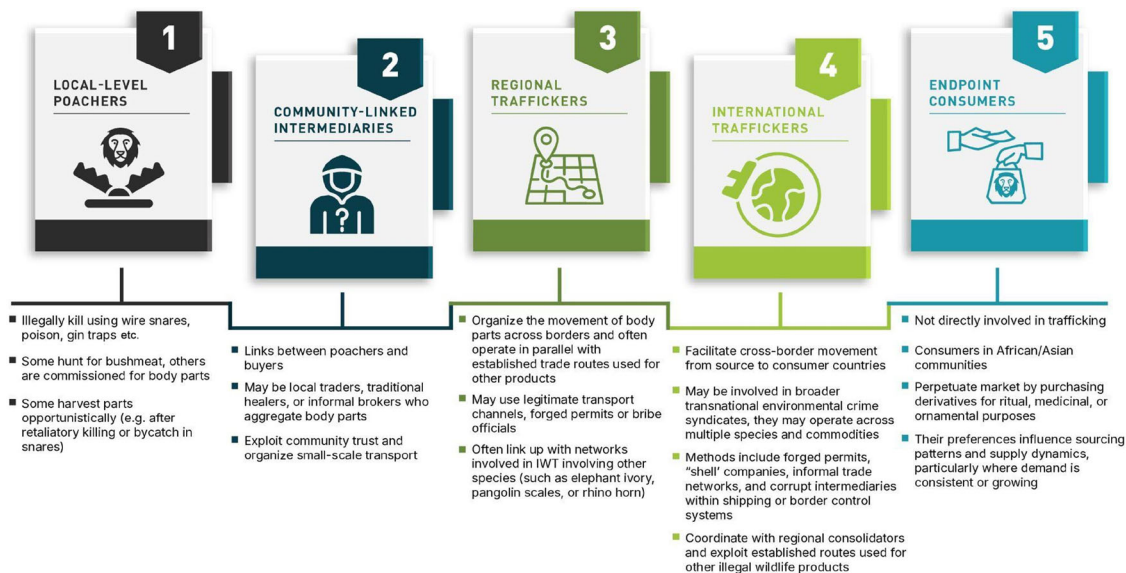 1
LOCAL-LEVEL
POACHERS
Illegally kill using wire snares,
poison, gin traps etc.
Some hunt for bushmeat, others
are commissioned for body parts
Some harvest parts
opportunistically (e.g. after
retaliatory killing or bycatch in
snares)
2
COMMUNITY-LINKED
INTERMEDIARIES
?
Links between poachers and
buyers
May be local traders, traditional
healers, or informal brokers who
aggregate body parts
Exploit community trust and
organize small-scale transport
3
REGIONAL
TRAFFICKERS
Organize the movement of body
parts across borders and often
operate in parallel with
established trade routes used for
other products
May use legitimate transport
channels, forged permits or bribe
officials
Often link up with networks
involved in IWT involving other
species (such as elephant ivory,
pangolin scales, or rhino horn)
4
INTERNATIONAL
TRAFFICKERS
Facilitate cross-border movement
from source to consumer countries
May be involved in broader
transnational environmental crime
syndicates, they may operate across
multiple species and commodities
Methods include forged permits,
“shell’ companies, informal trade
networks, and corrupt intermediaries
within shipping or border control
systems
Coordinate with regional consolidators
and exploit established routes used for
other illegal wildlife products
5
ENDPOINT
CONSUMERS
Not directly involved in trafficking
Consumers in African/Asian
communities
Perpetuate market by purchasing
derivatives for ritual, medicinal, or
ornamental purposes
Their preferences influence sourcing
patterns and supply dynamics,
particularly where demand is
consistent or growing